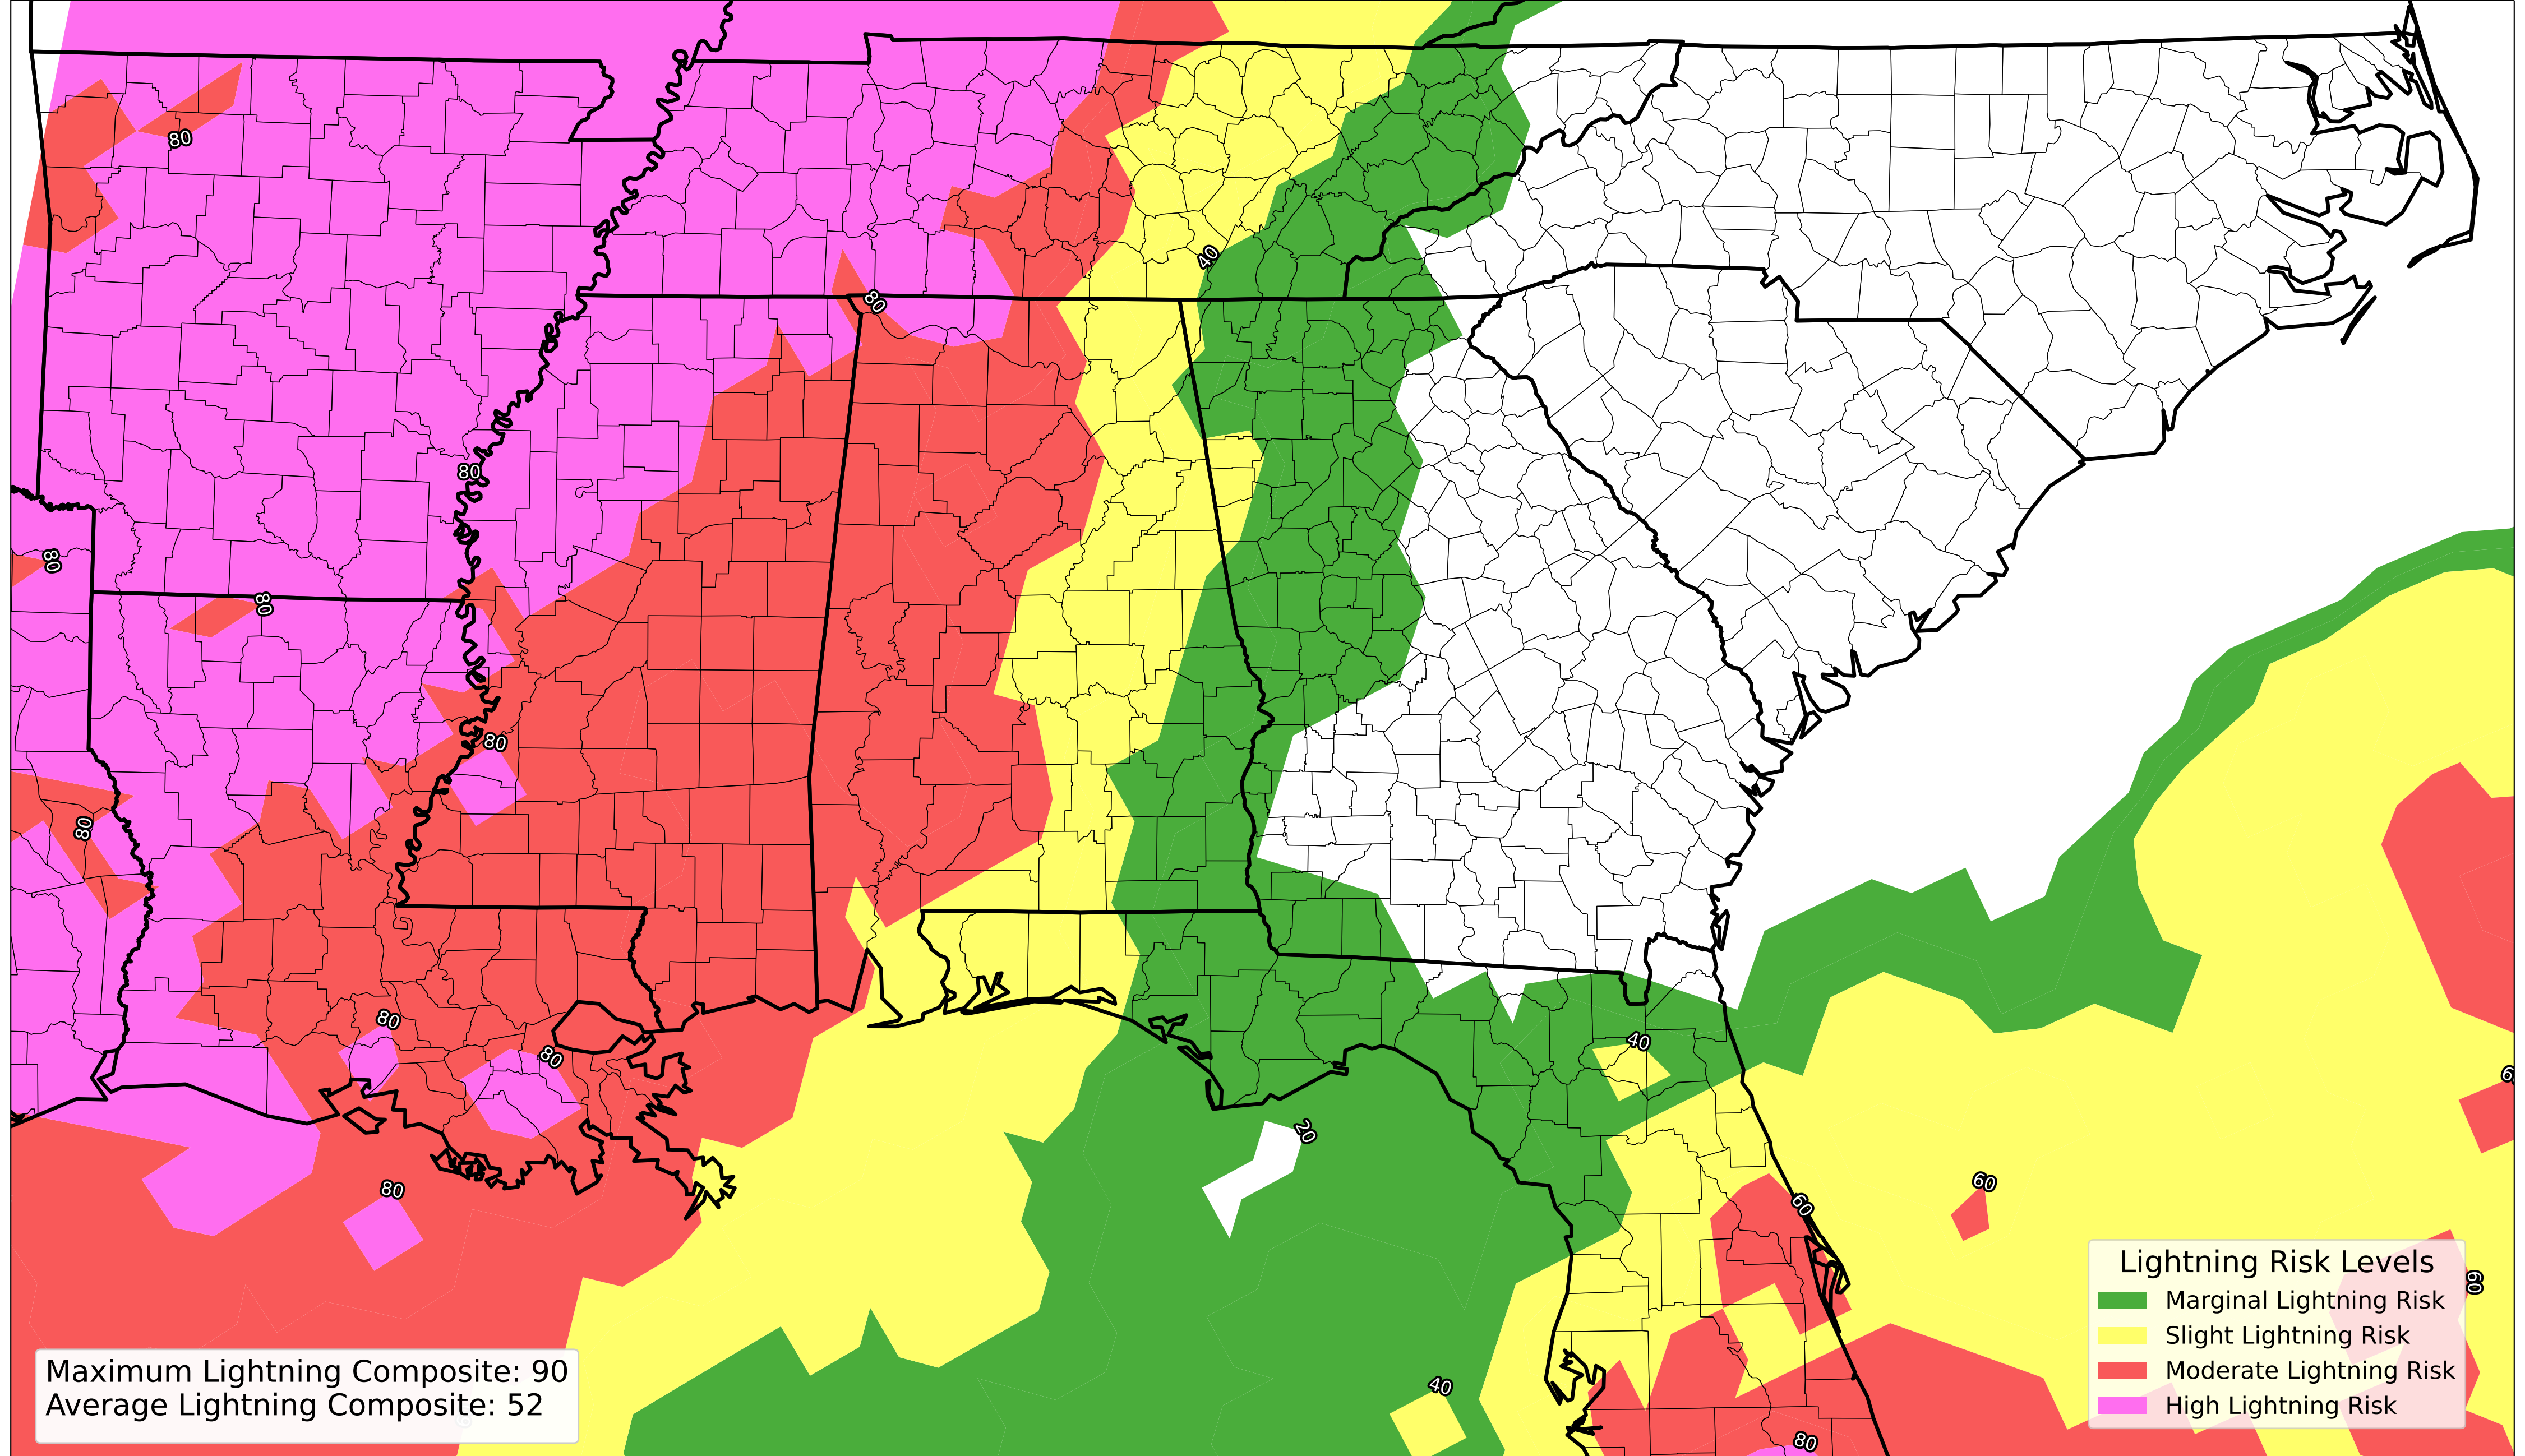 80
40
80
80
80
80
80
80
80
40
80
60
20
60
80
60
60
40
80
Lightning Risk Levels
Marginal Lightning Risk
Slight Lightning Risk
Moderate Lightning Risk
High Lightning Risk
Maximum Lightning Composite: 90
Average Lightning Composite: 52